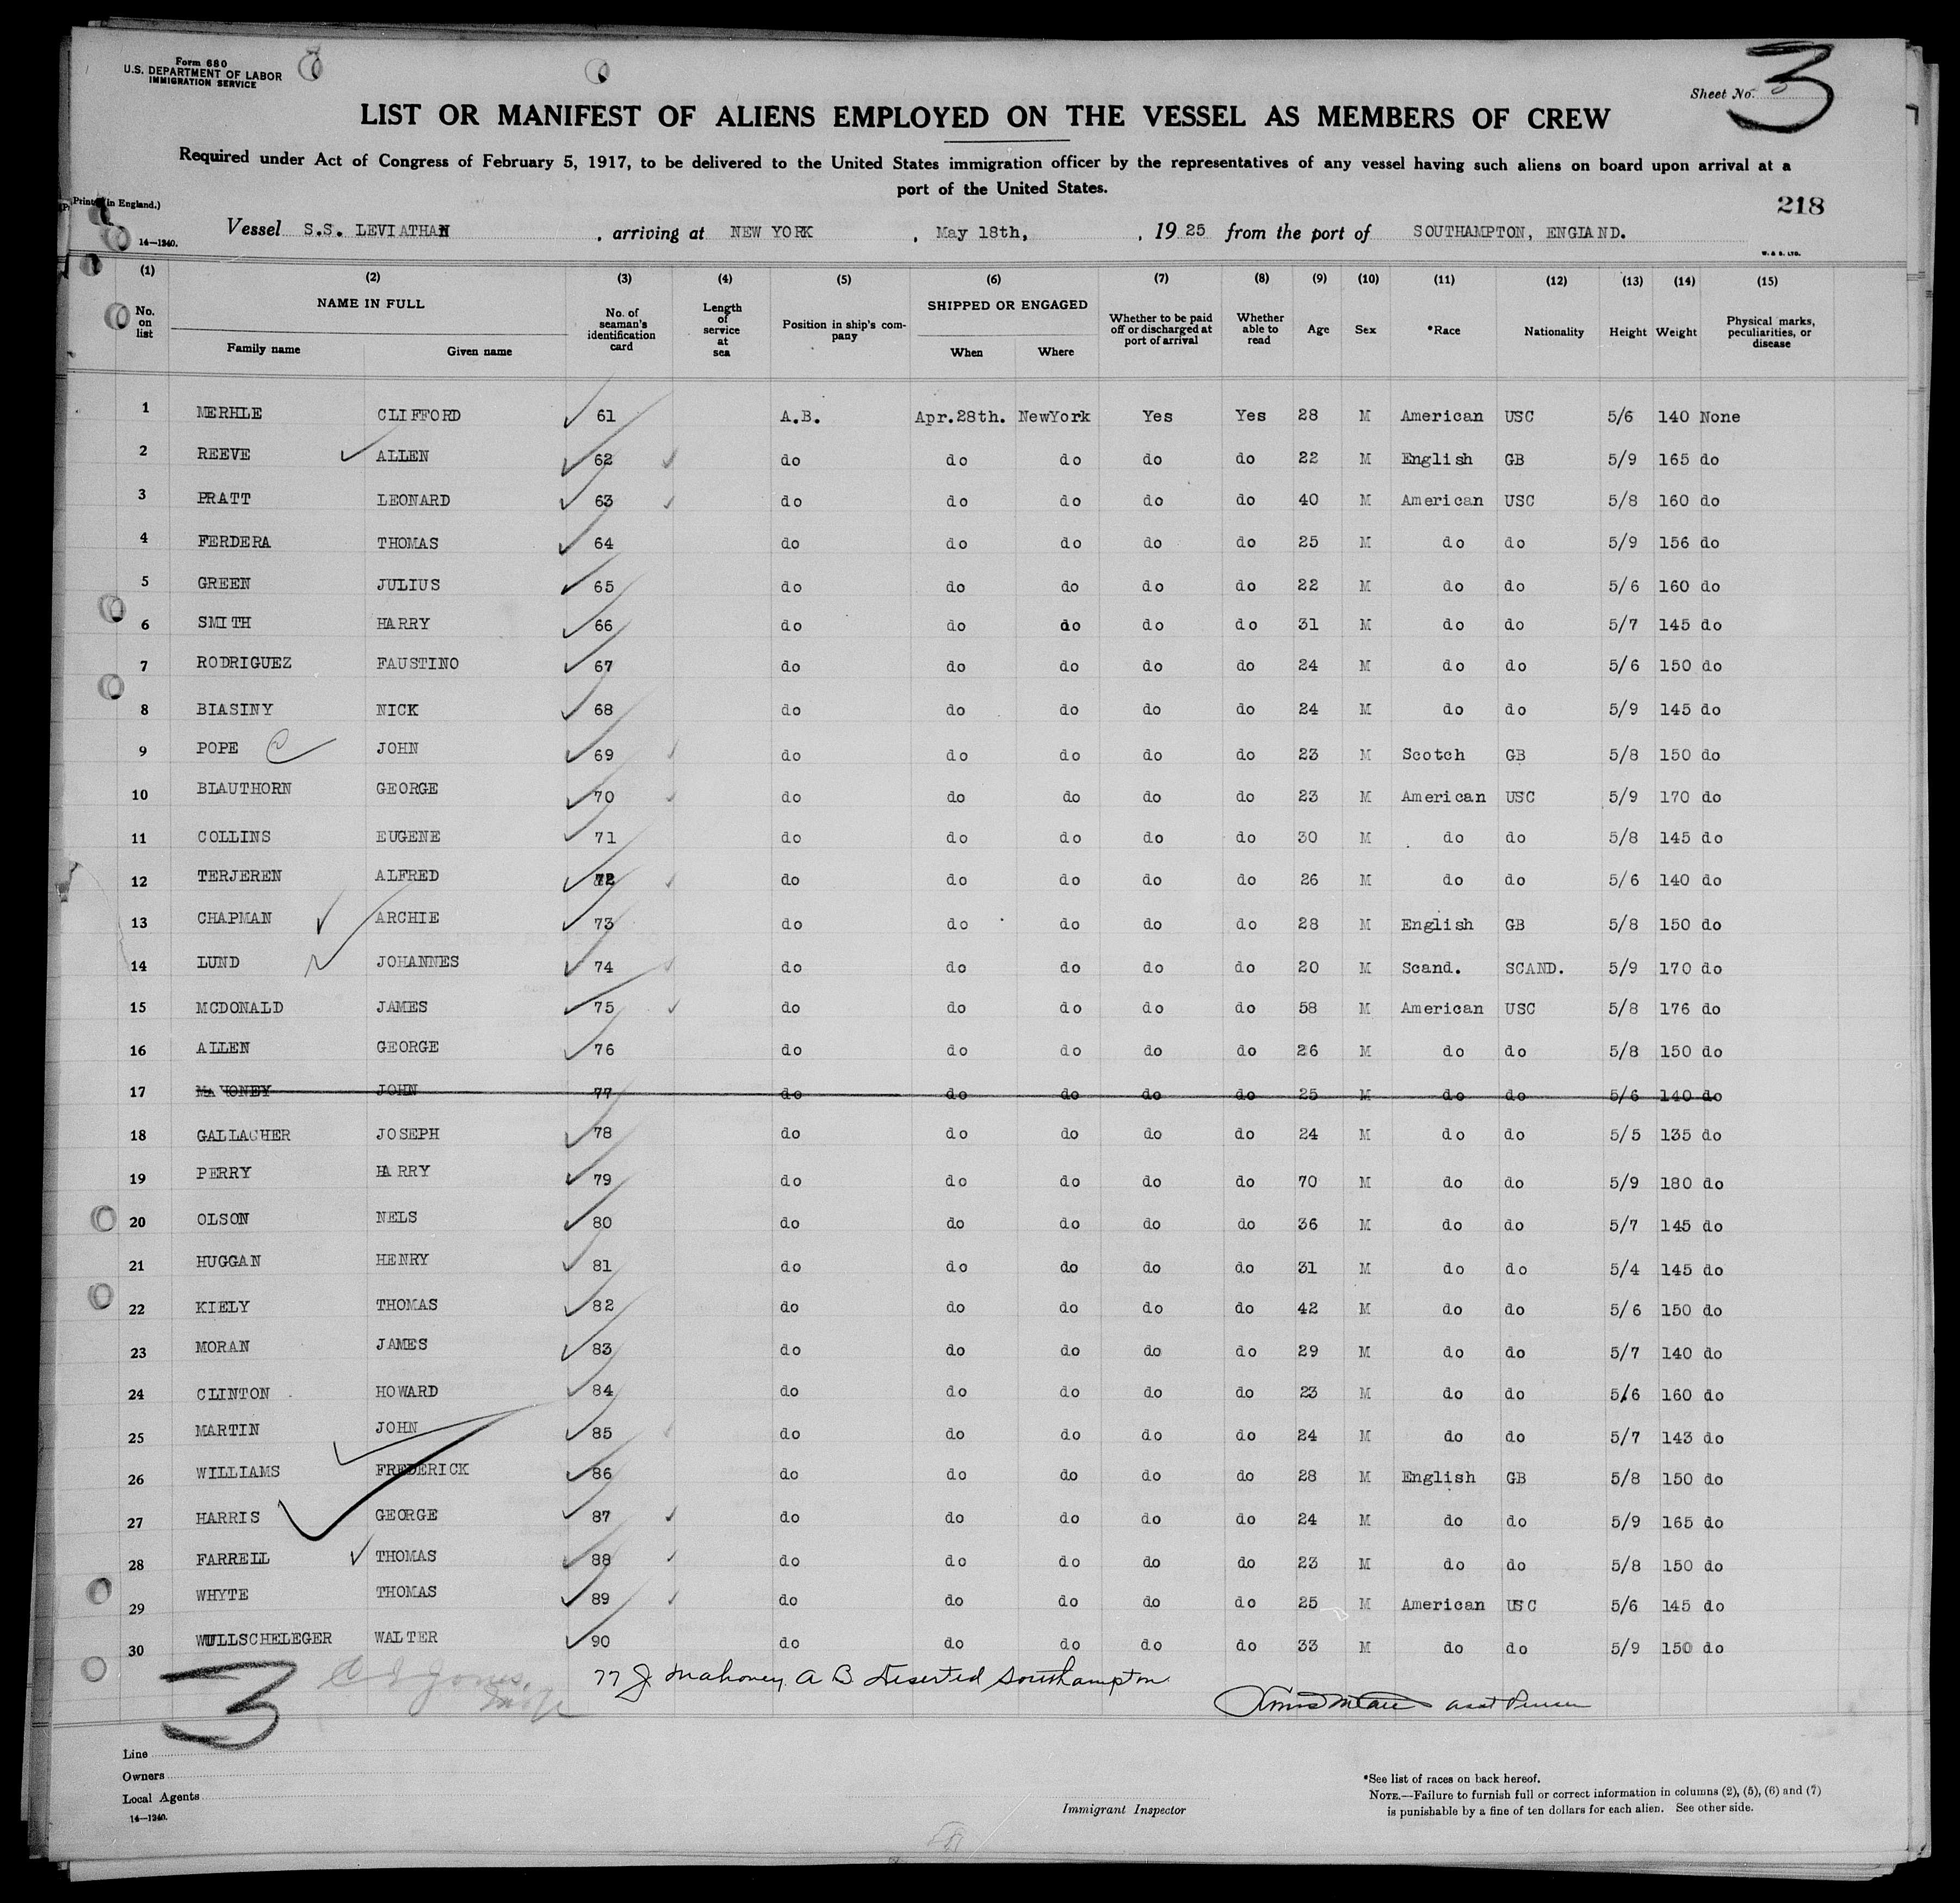 Form 680
U.S. DEPARTMENT OF LABOR
IMMIGRATION SERVICE
Sheet No. 3
LIST OR MANIFEST OF ALIENS EMPLOYED ON THE VESSEL AS MEMBERS OF CREW
Required under Act of Congress of February 5, 1917, to be delivered to the United States immigration officer by the representatives of any vessel having such aliens on board upon arrival at a
port of the United States.
218
14—1240.
Vessel S.S. LEVIATHAN, arriving at NEW YORK, May 18th, , 1925 from the port of SOUTHAMPTON, ENGLAND.
W. & S. LTD.
(1) (2) (3) (4) (5) (6) (7) (8) (9) (10) (11) (12) (13) (14) (15)
No. on list NAME IN FULL Family name Given name No. of seaman's identification card Length of service at sea Position in ship's company SHIPPED OR ENGAGED When Where Whether to be paid off or discharged at port of arrival Whether able to read Age Sex *Race Nationality Height Weight Physical marks, peculiarities, or disease
1 MERHLE CLIFFORD 61 A.B. Apr.28th. NewYork Yes Yes 28 M American USC 5/6 140 None
2 REEVE ALLEN 62 do do do do do 22 M English GB 5/9 165 do
3 PRATT LEONARD 63 do do do do do 40 M American USC 5/8 160 do
4 FERDERA THOMAS 64 do do do do do 25 M do do 5/9 156 do
5 GREEN JULIUS 65 do do do do do 22 M do do 5/6 160 do
6 SMITH HARRY 66 do do do do do 31 M do do 5/7 145 do
7 RODRIGUEZ FAUSTINO 67 do do do do do 24 M do do 5/6 150 do
8 BIASINY NICK 68 do do do do do 24 M do do 5/9 145 do
9 POPE JOHN 69 do do do do do 23 M Scotch GB 5/8 150 do
10 BLAUTHORN GEORGE 70 do do do do do 23 M American USC 5/9 170 do
11 COLLINS EUGENE 71 do do do do do 30 M do do 5/8 145 do
12 TERJEREN ALFRED 72 do do do do do 26 M do do 5/6 140 do
13 CHAPMAN ARCHIE 73 do do do do do 28 M English GB 5/8 150 do
14 LUND JOHANNES 74 do do do do do 20 M Scand. SCAND. 5/9 170 do
15 MCDONALD JAMES 75 do do do do do 58 M American USC 5/8 176 do
16 ALLEN GEORGE 76 do do do do do 26 M do do 5/8 150 do
17 MAHONEY JOHN 77 do do do do do 25 M do do 5/6 140 do
18 GALLAGHER JOSEPH 78 do do do do do 24 M do do 5/5 135 do
19 PERRY HARRY 79 do do do do do 70 M do do 5/9 180 do
20 OLSON NELS 80 do do do do do 36 M do do 5/7 145 do
21 HUGGAN HENRY 81 do do do do do 31 M do do 5/4 145 do
22 KIELY THOMAS 82 do do do do do 42 M do do 5/6 150 do
23 MORAN JAMES 83 do do do do do 29 M do do 5/7 140 do
24 CLINTON HOWARD 84 do do do do do 23 M do do 5/6 160 do
25 MARTIN JOHN 85 do do do do do 24 M do do 5/7 143 do
26 WILLIAMS FREDERICK 86 do do do do do 28 M English GB 5/8 150 do
27 HARRIS GEORGE 87 do do do do do 24 M do do 5/9 165 do
28 FARRELL THOMAS 88 do do do do do 23 M do do 5/8 150 do
29 WHYTE THOMAS 89 do do do do do 25 M American USC 5/6 145 do
30 WULLSCHELEGER WALTER 90 do do do do do 33 M do do 5/9 150 do
3 77 J Mahoney. A B Deserted Southampton
asst Purser
Line
Owners
Local Agents
14—1240.
Immigrant Inspector
*See list of races on back hereof.
NOTE.—Failure to furnish full or correct information in columns (2), (5), (6) and (7)
is punishable by a fine of ten dollars for each alien. See other side.